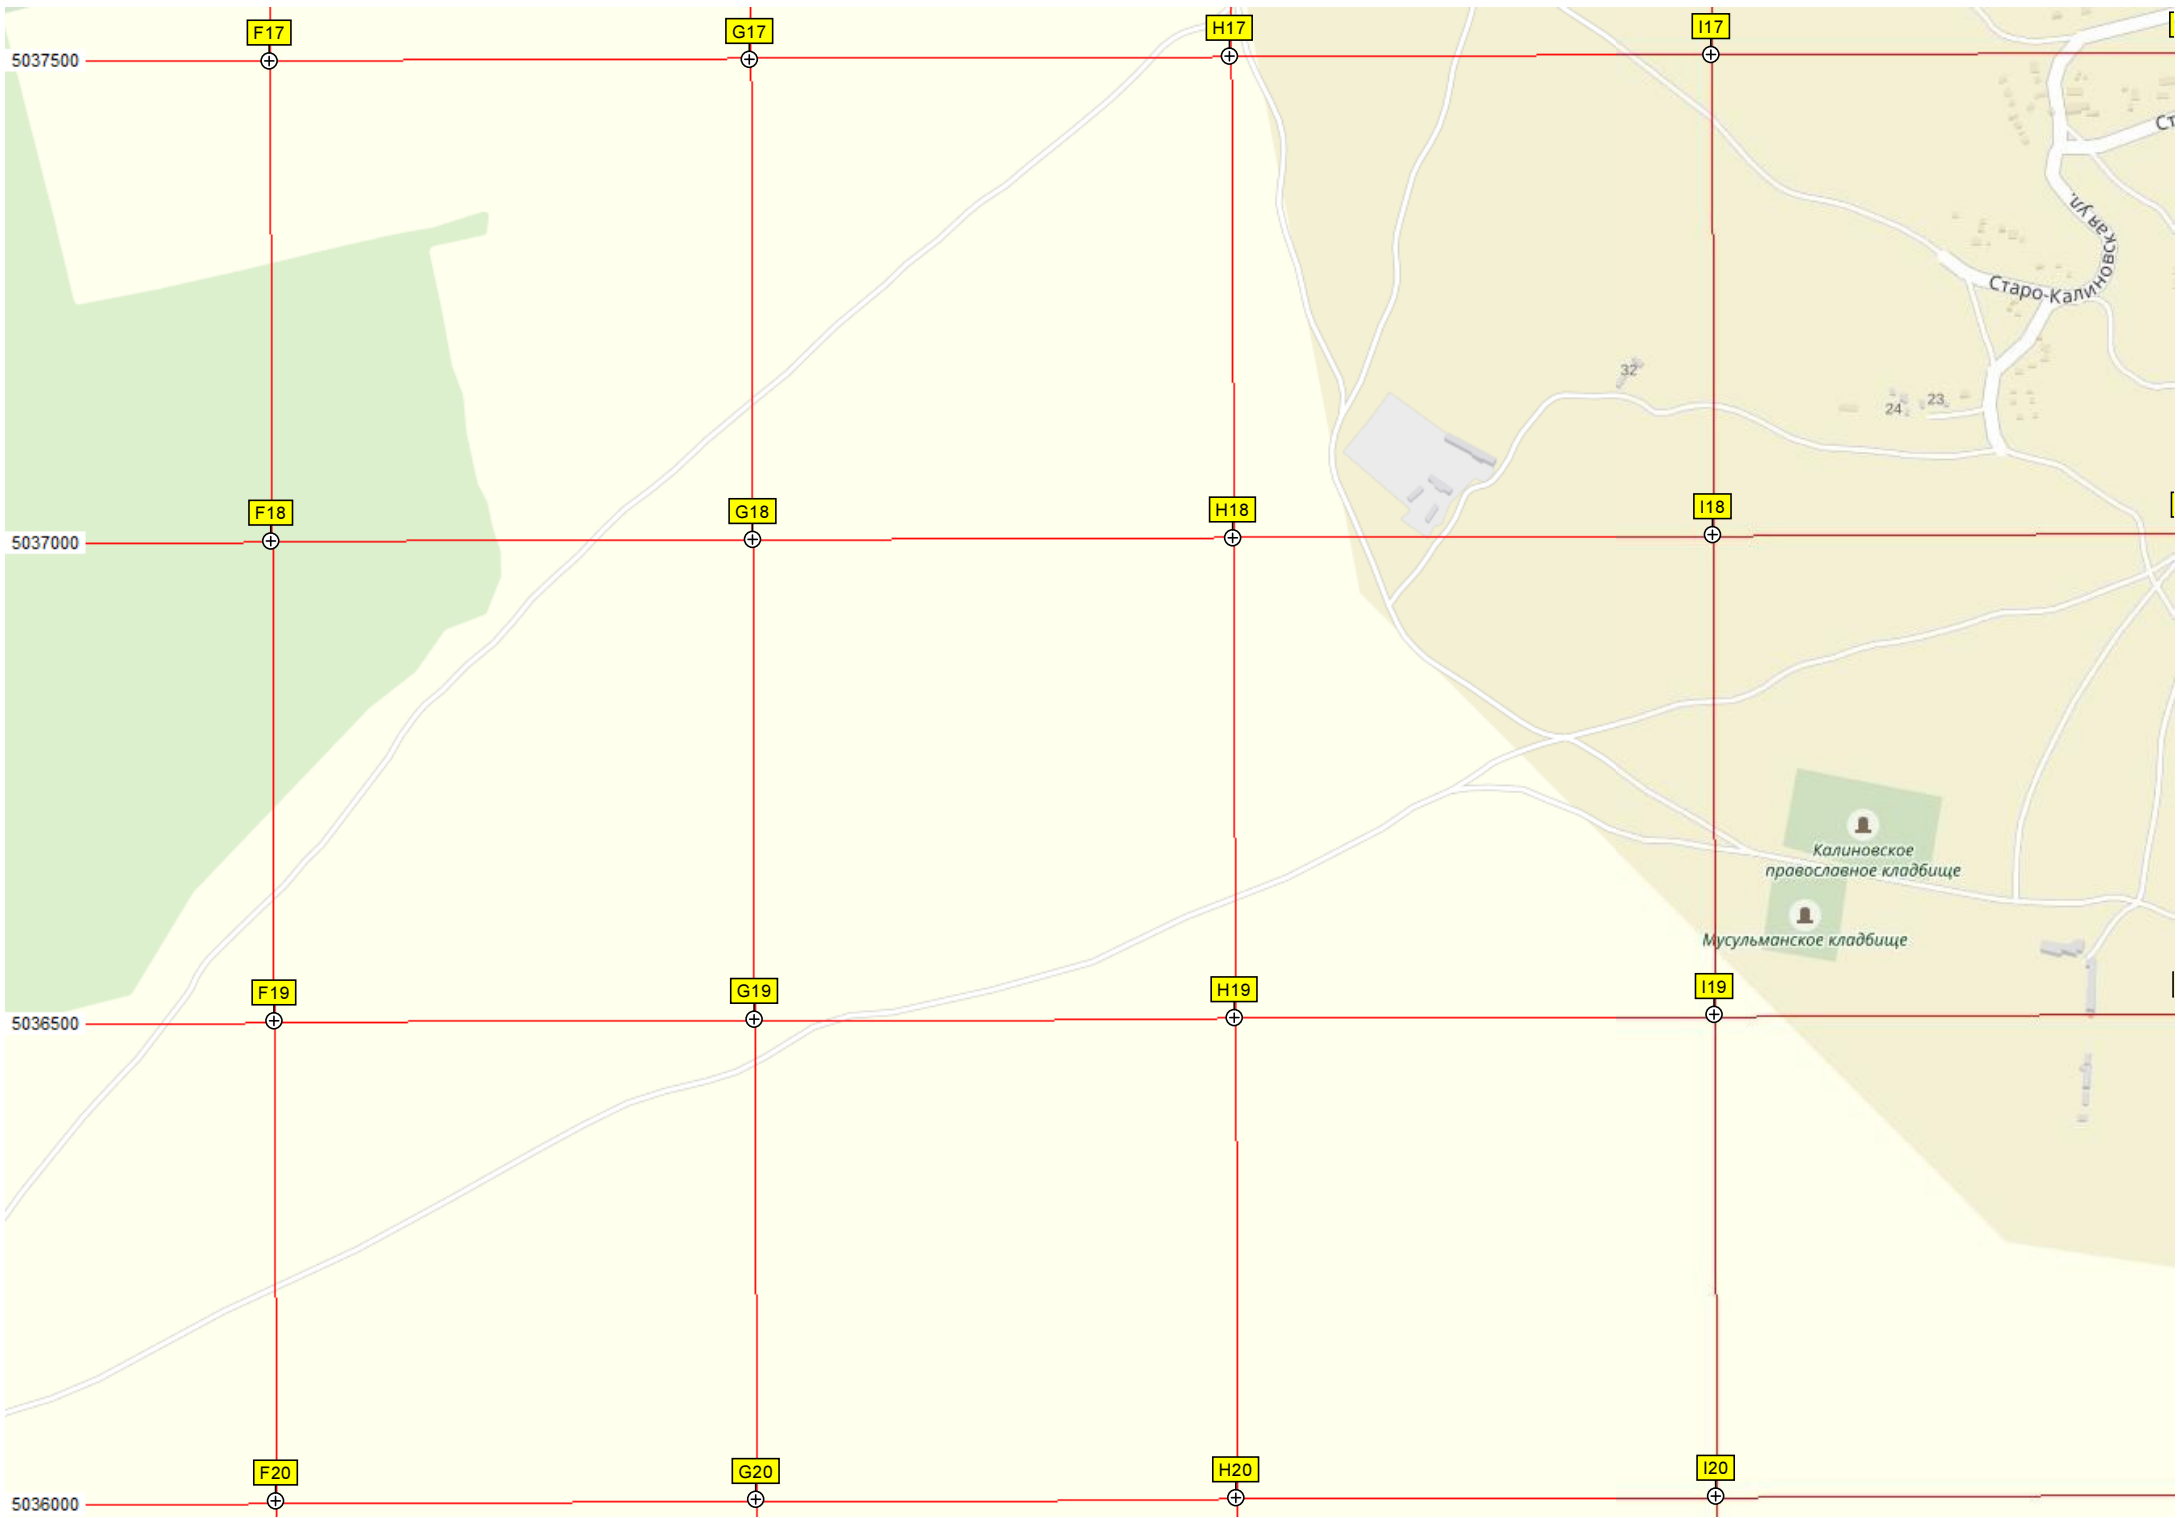 F17
G17
H17
I17
5037500
Ст
ул.
Старо-Калиновская
32
24
23
F18
G18
H18
I18
5037000
Калиновское
православное кладбище
Мусульманское кладбище
F19
G19
H19
I19
5036500
F20
G20
H20
I20
5036000